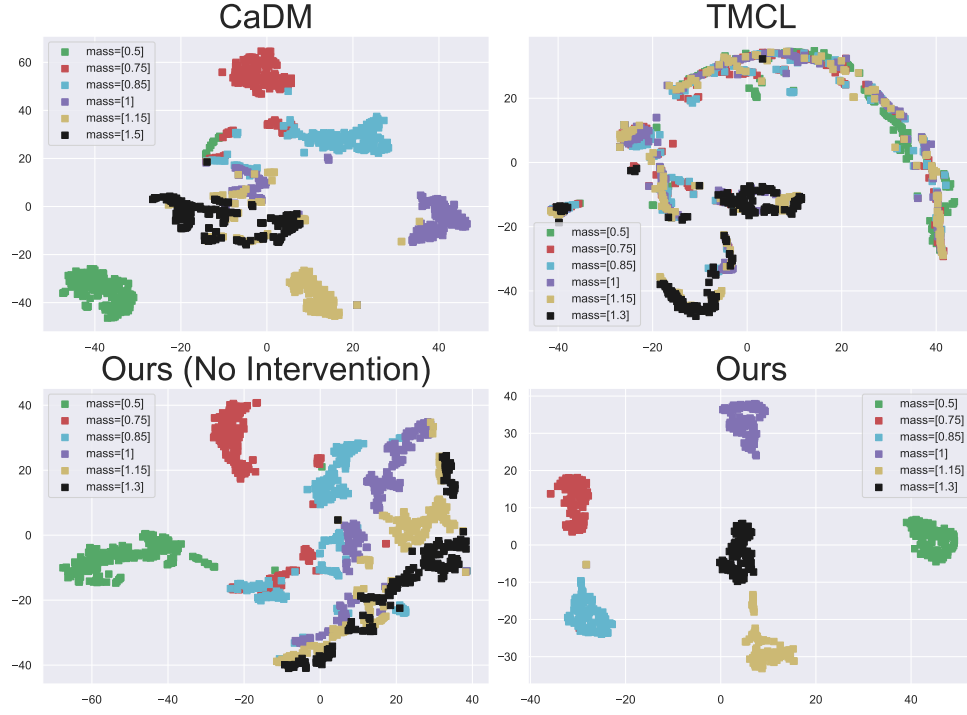 CaDM
mass=[0.5]
mass=[0.75]
mass=[0.85]
mass=[1]
mass=[1.15]
mass=[1.5]
60
40
20
0
−20
−40
−40
−20
0
20
40
TMCL
20
0
−20
−40
mass=[0.5]
mass=[0.75]
mass=[0.85]
mass=[1]
mass=[1.15]
mass=[1.3]
−40
−20
0
20
40
Ours (No Intervention)
mass=[0.5]
mass=[0.75]
mass=[0.85]
mass=[1]
mass=[1.15]
mass=[1.3]
40
20
0
−20
−40
−60
−40
−20
0
20
40
Ours
mass=[0.5]
mass=[0.75]
mass=[0.85]
mass=[1]
mass=[1.15]
mass=[1.3]
40
30
20
10
0
−10
−20
−30
−40
−20
0
20
40